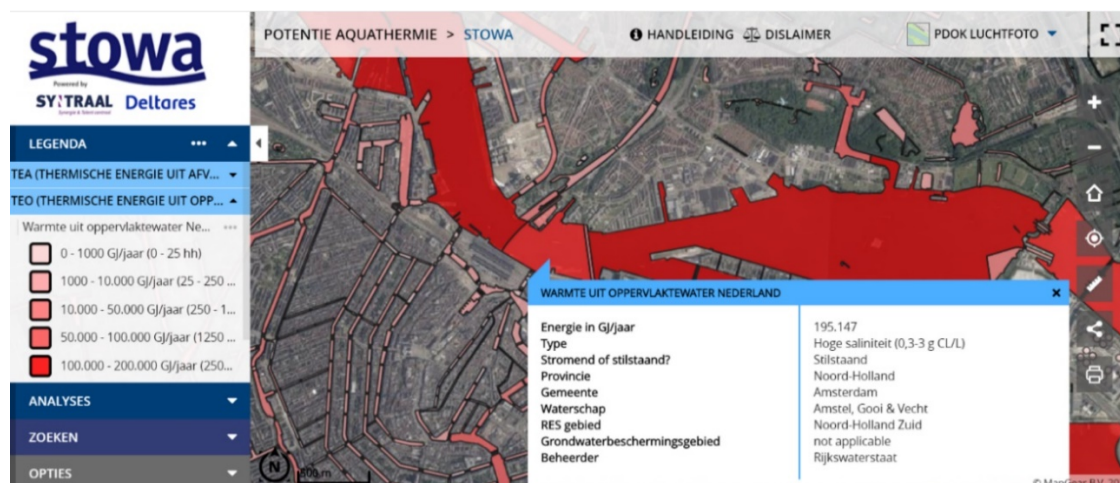 stowa
Powered by
SYNTRAAL Deltares
POTENTIE AQUATHERMIE > STOWA
HANDLEIDING
DISLAIMER
PDOK LUCHTFOTO
LEGENDA
TEA (THERMISCHE ENERGIE UIT AFV...
TEO (THERMISCHE ENERGIE UIT OPP...
Warmte uit oppervlaktewater Ne...
0 - 1000 GJ/jaar (0 - 25 hh)
1000 - 10.000 GJ/jaar (25 - 250 ...
10.000 - 50.000 GJ/jaar (250 - 1...
50.000 - 100.000 GJ/jaar (1250 ...
100.000 - 200.000 GJ/jaar (250...
ANALYSES
ZOEKEN
OPTIES
N
800 m
WARMTE UIT OPPERVLAKTEWATER NEDERLAND
Energie in GJ/jaar 195.147
Type Hoge saliniteit (0,3-3 g CL/L)
Stromend of stilstaand? Stilstaand
Provincie Noord-Holland
Gemeente Amsterdam
Waterschap Amstel, Gooi & Vecht
RES gebied Noord-Holland Zuid
Grondwaterbeschermingsgebied not applicable
Beheerder Rijkswaterstaat